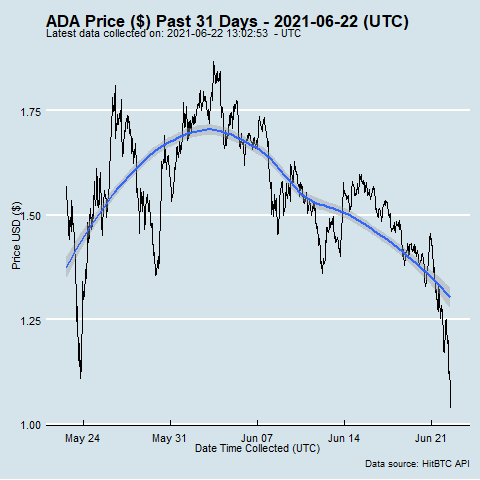 ADA Price ($) Past 31 Days - 2021-06-22 (UTC)
Latest data collected on: 2021-06-22 13:02:53 - UTC
Price USD ($)
1.75
1.50
1.25
1.00
May 24 May 31 Jun 07 Jun 14 Jun 21
Date Time Collected (UTC)
Data source: HitBTC API